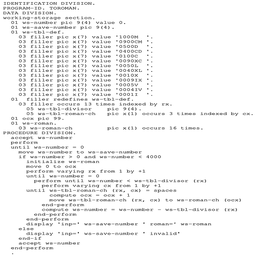 IDENTIFICATION DIVISION.
PROGRAM-ID. TOROMAN.
DATA DIVISION.
working-storage section.
01 ws-number pic 9(4) value 0.
01 ws-save-number pic 9(4).
01 ws-tbl-def.
03 filler pic x(7) value '1000M  '.
03 filler pic x(7) value '0900CM '.
03 filler pic x(7) value '0500D  '.
03 filler pic x(7) value '0400CD '.
03 filler pic x(7) value '0100C  '.
03 filler pic x(7) value '0090XC '.
03 filler pic x(7) value '0050L  '.
03 filler pic x(7) value '0040XL '.
03 filler pic x(7) value '0010X  '.
03 filler pic x(7) value '0009IX '.
03 filler pic x(7) value '0005V  '.
03 filler pic x(7) value '0004IV '.
03 filler pic x(7) value '0001I  '.
01 filler redefines ws-tbl-def.
03 filler occurs 13 times indexed by rx.
05 ws-tbl-divisor pic 9(4).
05 ws-tbl-roman-ch pic x(1) occurs 3 times indexed by cx.
01 ocx pic 99.
01 ws-roman.
03 ws-roman-ch pic x(1) occurs 16 times.
PROCEDURE DIVISION.
accept ws-number
perform
until ws-number = 0
move ws-number to ws-save-number
if ws-number > 0 and ws-number < 4000
initialize ws-roman
move 0 to ocx
perform varying rx from 1 by +1
until ws-number = 0
perform until ws-number < ws-tbl-divisor (rx)
perform varying cx from 1 by +1
until ws-tbl-roman-ch (rx, cx) = spaces
compute ocx = ocx + 1
move ws-tbl-roman-ch (rx, cx) to ws-roman-ch (ocx)
end-perform
compute ws-number = ws-number - ws-tbl-divisor (rx)
end-perform
end-perform
display 'inp=' ws-save-number ' roman=' ws-roman
else
display 'inp=' ws-save-number ' invalid'
end-if
accept ws-number
end-perform
.